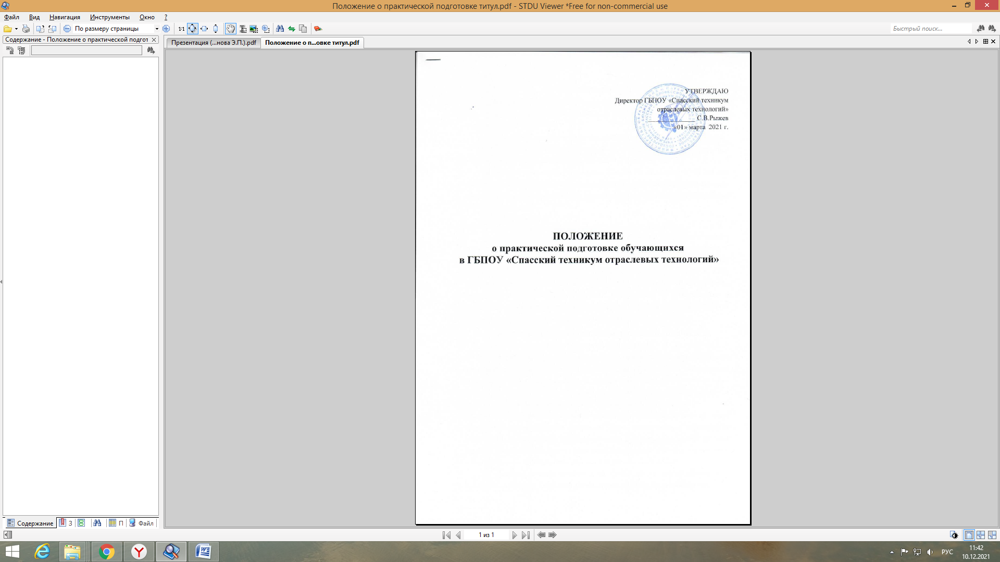 Положение о практической подготовке титул.pdf - STDU Viewer *Free for non-commercial use
Файл Вид Навигация Инструменты Окно ?
1:1
По размеру страницы
Быстрый поиск...
Содержание - Положение о практической подгот
Презентация (...нова Э.П.).pdf
Положение о п...овке титул.pdf
УТВЕРЖДАЮ
Директор ГБПОУ «Спасский техникум
отраслевых технологий»
С.В.Рыжев
«01» марта 2021 г.
ПОЛОЖЕНИЕ
о практической подготовке обучающихся
в ГБПОУ «Спасский техникум отраслевых технологий»
Содержание З П Файл
1 из 1
РУС
11:42
10.12.2021